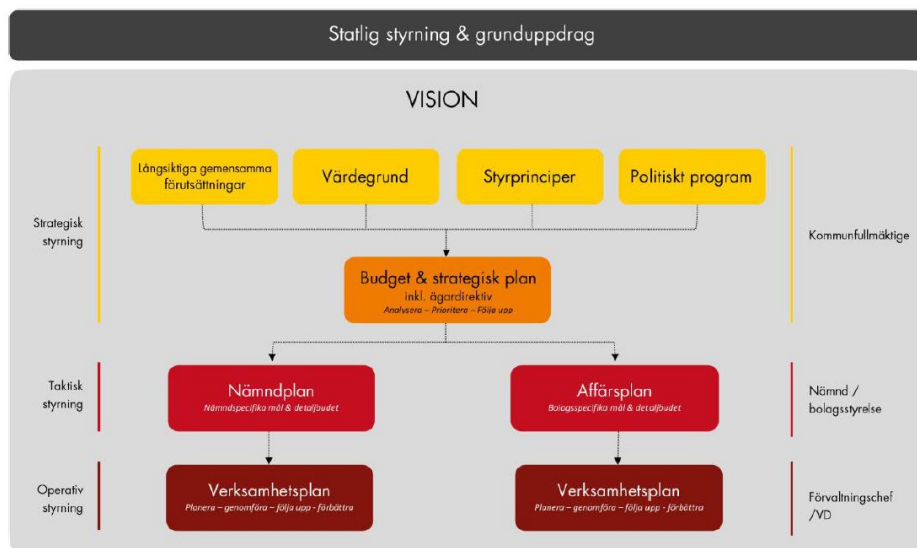 Statlig styrning & grunduppdrag
VISION
Långsiktiga gemensamma
förutsättningar
Värdegrund
Styrprinciper
Politiskt program
Strategisk
styrning
Kommunfullmäktige
Budget & strategisk plan
inkl. ägardirektiv
Analysera – Prioritera – Följa upp
Taktisk
styrning
Nämndplan
Nämndspecifika mål & detaljbudet
Affärsplan
Bolagsspecifika mål & detaljbudet
Nämnd /
bolagsstyrelse
Operativ
styrning
Verksamhetsplan
Planera – genomföra – följa upp - förbättra
Verksamhetsplan
Planera – genomföra – följa upp - förbättra
Förvaltningschef
/VD